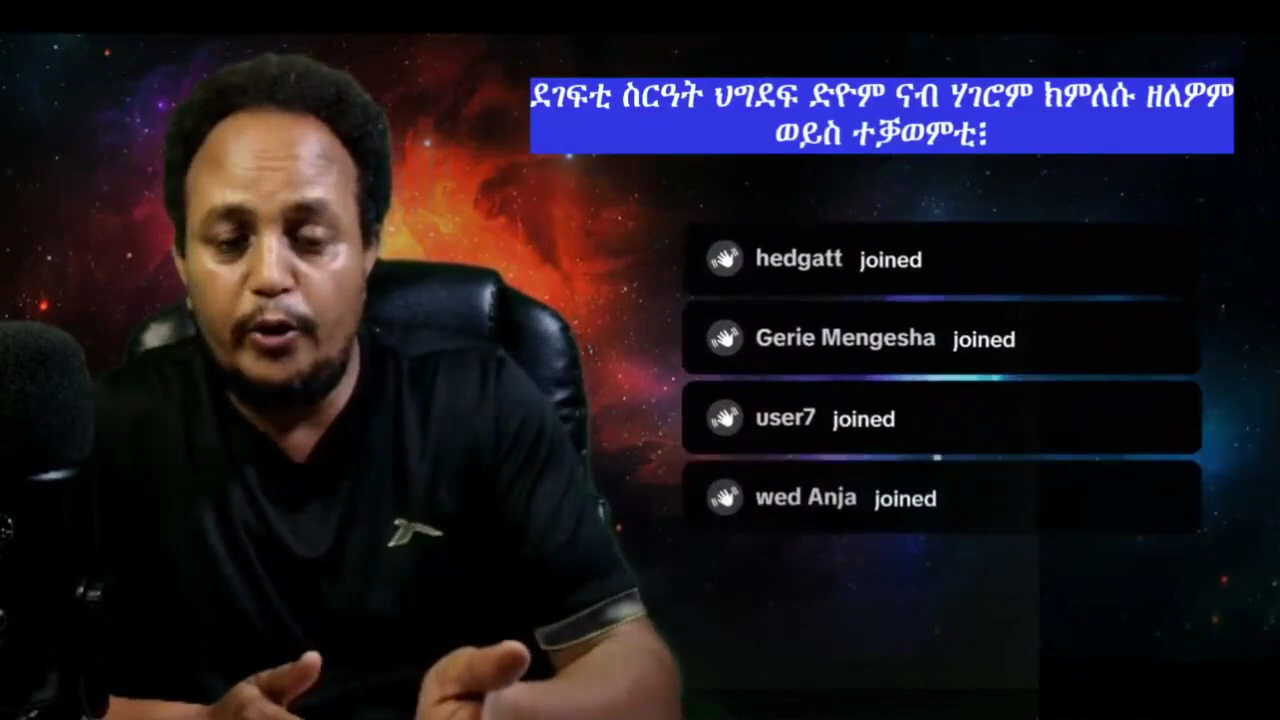 ደገፍቲ ስርዓት ህግደፍ ድዮም ናብ ሃገሮም ክምለሱ ዘለዎም
ወይስ ተቓወምቲ፧
hedgatt joined
Gerie Mengesha joined
user7 joined
wed Anja joined